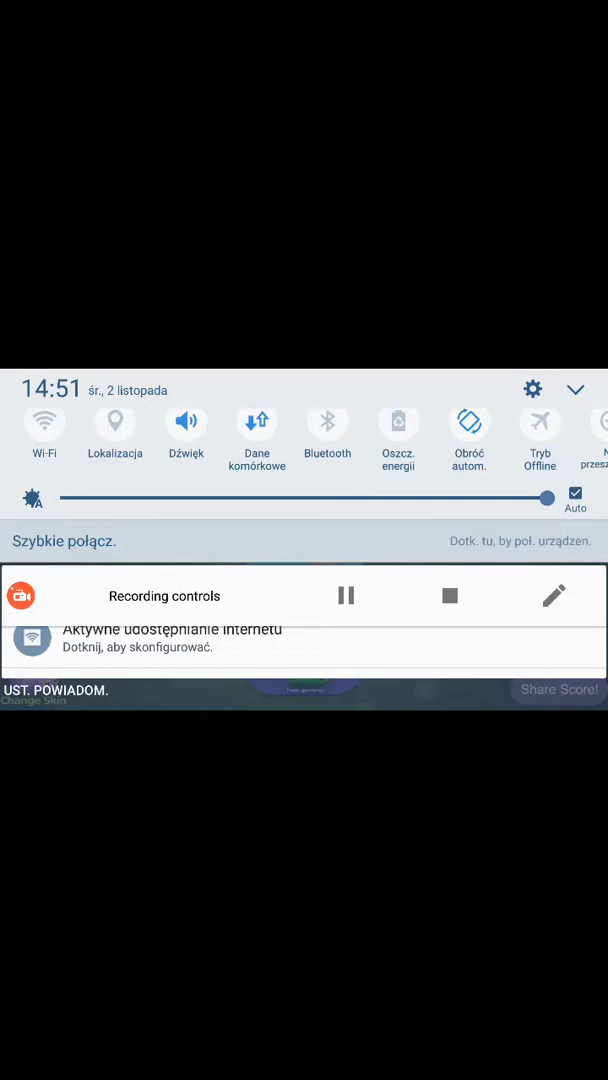 14:51 śr., 2 listopada
Wi-Fi
Lokalizacja
Dźwięk
Dane
komórkowe
Bluetooth
Oszcz.
energii
Obróć
autom.
Tryb
Offline
Auto
Szybkie połącz.
Dotk. tu, by poł. urządzen.
Recording controls
Aktywne udostępnianie Internetu
Dotknij, aby skonfigurować.
UST. POWIADOM.
Share Score!
Change Skin